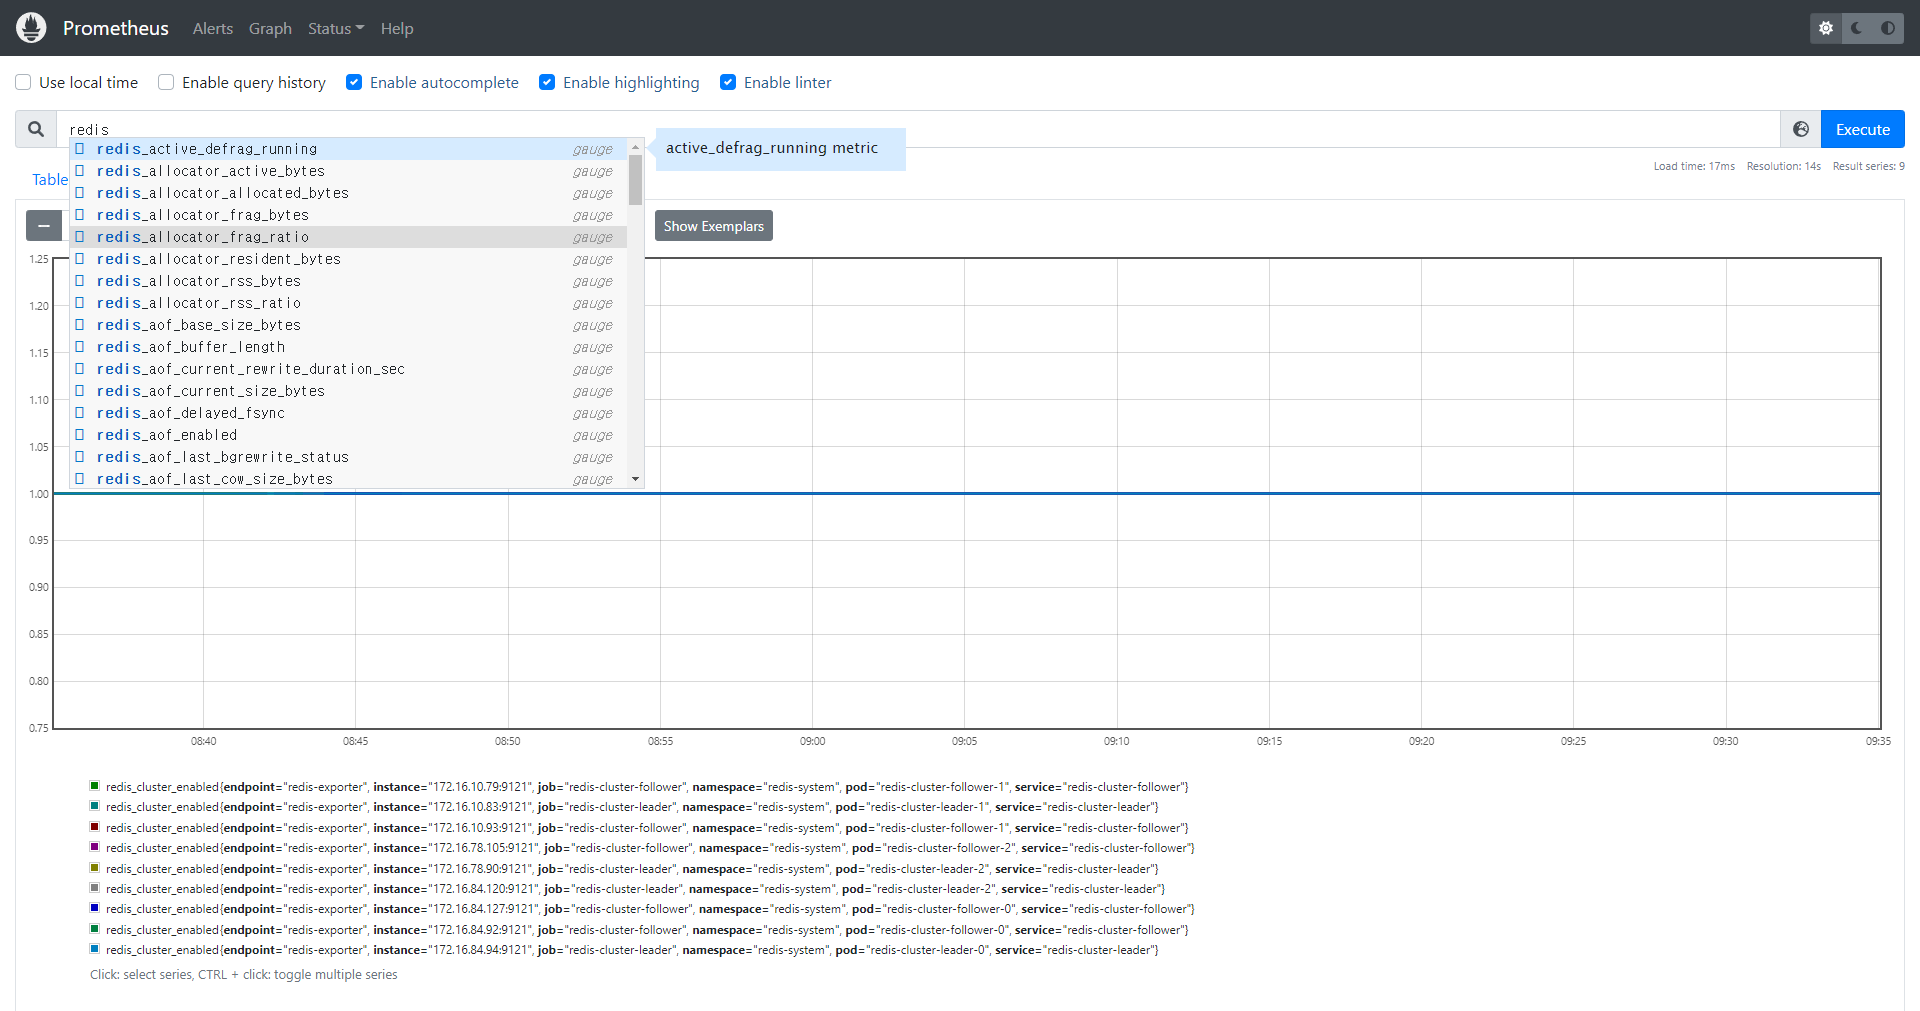 Prometheus Alerts Graph Status Help
Use local time Enable query history Enable autocomplete Enable highlighting Enable linter
redis
Execute
redis_active_defrag_running gauge
active_defrag_running metric
redis_allocator_active_bytes gauge
redis_allocator_allocated_bytes gauge
redis_allocator_frag_bytes gauge
redis_allocator_frag_ratio gauge
redis_allocator_resident_bytes gauge
redis_allocator_rss_bytes gauge
redis_allocator_rss_ratio gauge
redis_aof_base_size_bytes gauge
redis_aof_buffer_length gauge
redis_aof_current_rewrite_duration_sec gauge
redis_aof_current_size_bytes gauge
redis_aof_delayed_fsync gauge
redis_aof_enabled gauge
redis_aof_last_bgrewrite_status gauge
redis_aof_last_cow_size_bytes gauge
Load time: 17ms Resolution: 14s Result series: 9
Table
Show Exemplars
1.25
1.20
1.15
1.10
1.05
1.00
0.95
0.90
0.85
0.80
0.75
08:40 08:45 08:50 08:55 09:00 09:05 09:10 09:15 09:20 09:25 09:30 09:35
redis_cluster_enabled{endpoint="redis-exporter", instance="172.16.10.79:9121", job="redis-cluster-follower", namespace="redis-system", pod="redis-cluster-follower-1", service="redis-cluster-follower"}
redis_cluster_enabled{endpoint="redis-exporter", instance="172.16.10.83:9121", job="redis-cluster-leader", namespace="redis-system", pod="redis-cluster-leader-1", service="redis-cluster-leader"}
redis_cluster_enabled{endpoint="redis-exporter", instance="172.16.10.93:9121", job="redis-cluster-follower", namespace="redis-system", pod="redis-cluster-follower-1", service="redis-cluster-follower"}
redis_cluster_enabled{endpoint="redis-exporter", instance="172.16.78.105:9121", job="redis-cluster-follower", namespace="redis-system", pod="redis-cluster-follower-2", service="redis-cluster-follower"}
redis_cluster_enabled{endpoint="redis-exporter", instance="172.16.78.90:9121", job="redis-cluster-leader", namespace="redis-system", pod="redis-cluster-leader-2", service="redis-cluster-leader"}
redis_cluster_enabled{endpoint="redis-exporter", instance="172.16.84.120:9121", job="redis-cluster-leader", namespace="redis-system", pod="redis-cluster-leader-2", service="redis-cluster-leader"}
redis_cluster_enabled{endpoint="redis-exporter", instance="172.16.84.127:9121", job="redis-cluster-follower", namespace="redis-system", pod="redis-cluster-follower-0", service="redis-cluster-follower"}
redis_cluster_enabled{endpoint="redis-exporter", instance="172.16.84.92:9121", job="redis-cluster-follower", namespace="redis-system", pod="redis-cluster-follower-0", service="redis-cluster-follower"}
redis_cluster_enabled{endpoint="redis-exporter", instance="172.16.84.94:9121", job="redis-cluster-leader", namespace="redis-system", pod="redis-cluster-leader-0", service="redis-cluster-leader"}
Click: select series, CTRL + click: toggle multiple series